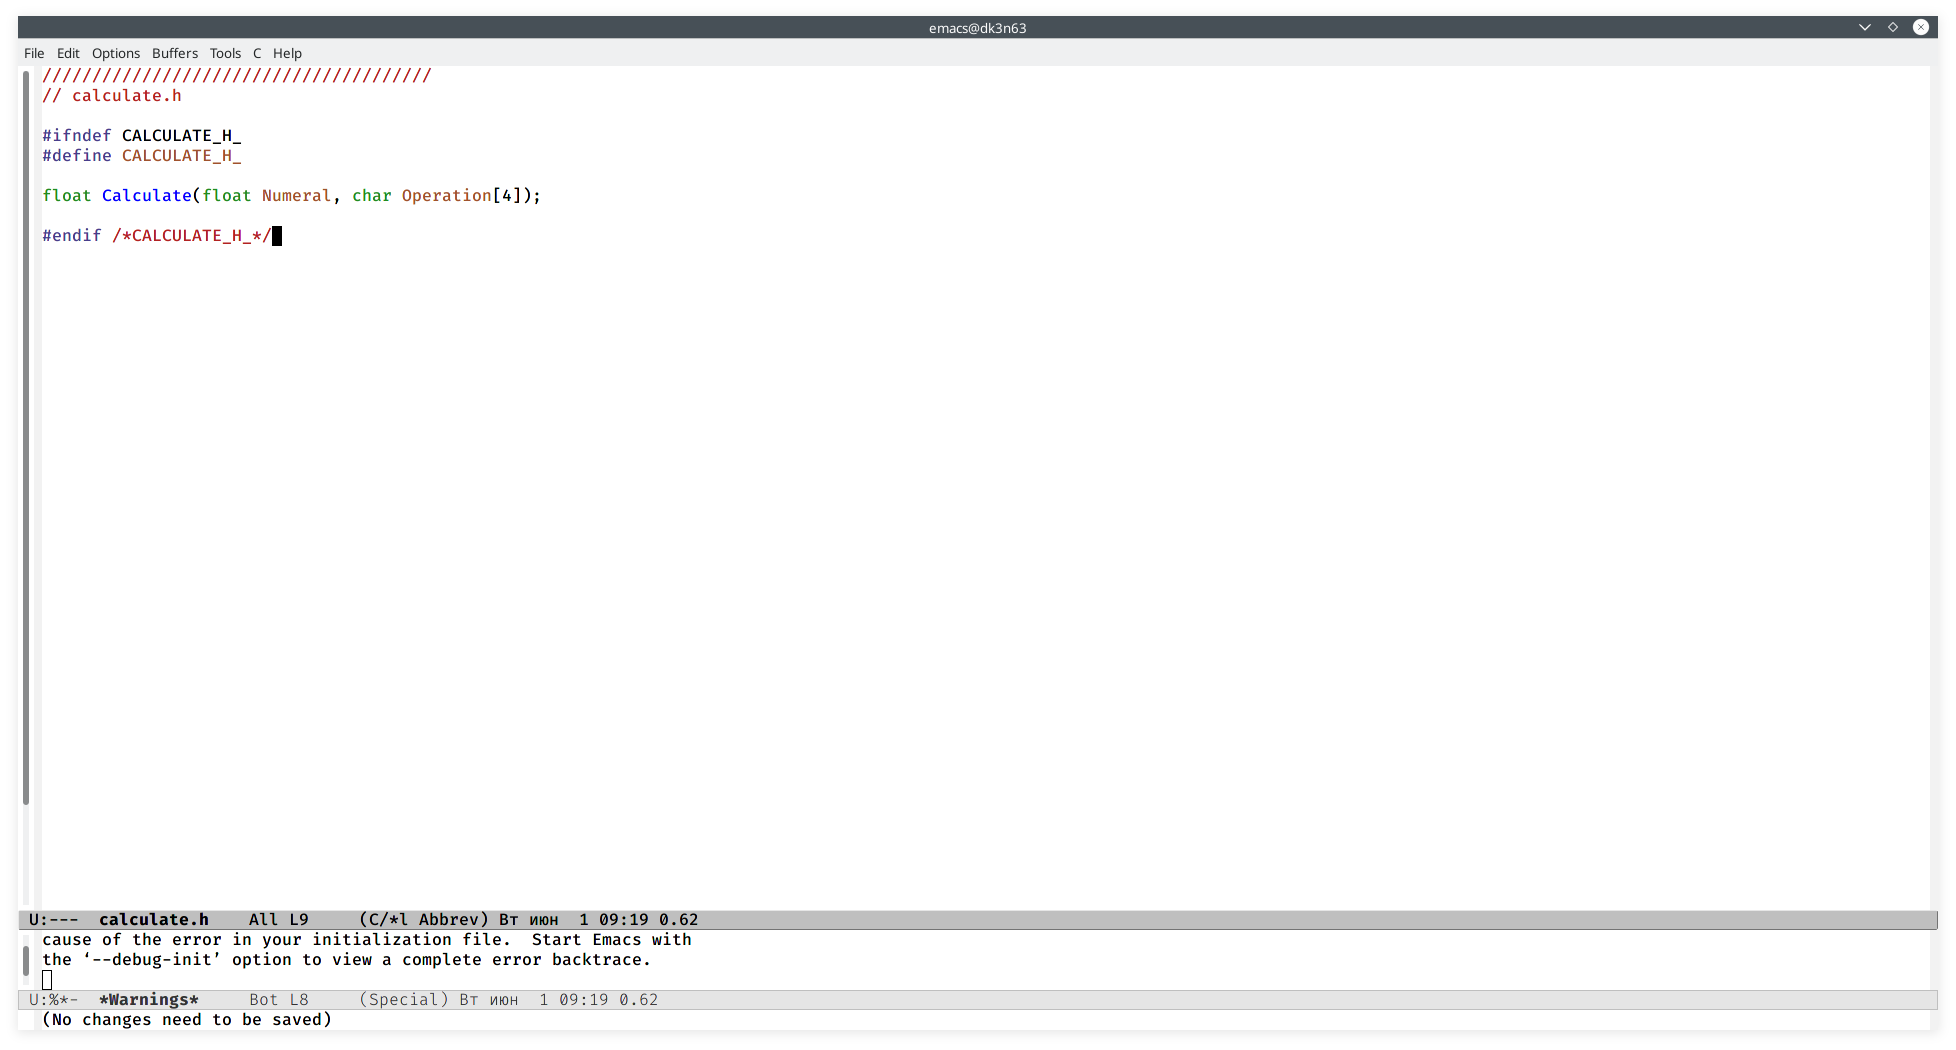 emacs@dk3n63
File Edit Options Buffers Tools C Help
///////////////////////////////////////
// calculate.h
#ifndef CALCULATE_H_
#define CALCULATE_H_
float Calculate(float Numeral, char Operation[4]);
#endif /*CALCULATE_H_*/
U:--- calculate.h All L9 (C/*l Abbrev) Вт июн 1 09:19 0.62
cause of the error in your initialization file. Start Emacs with
the ‘--debug-init’ option to view a complete error backtrace.
U:%*- *Warnings* Bot L8 (Special) Вт июн 1 09:19 0.62
(No changes need to be saved)